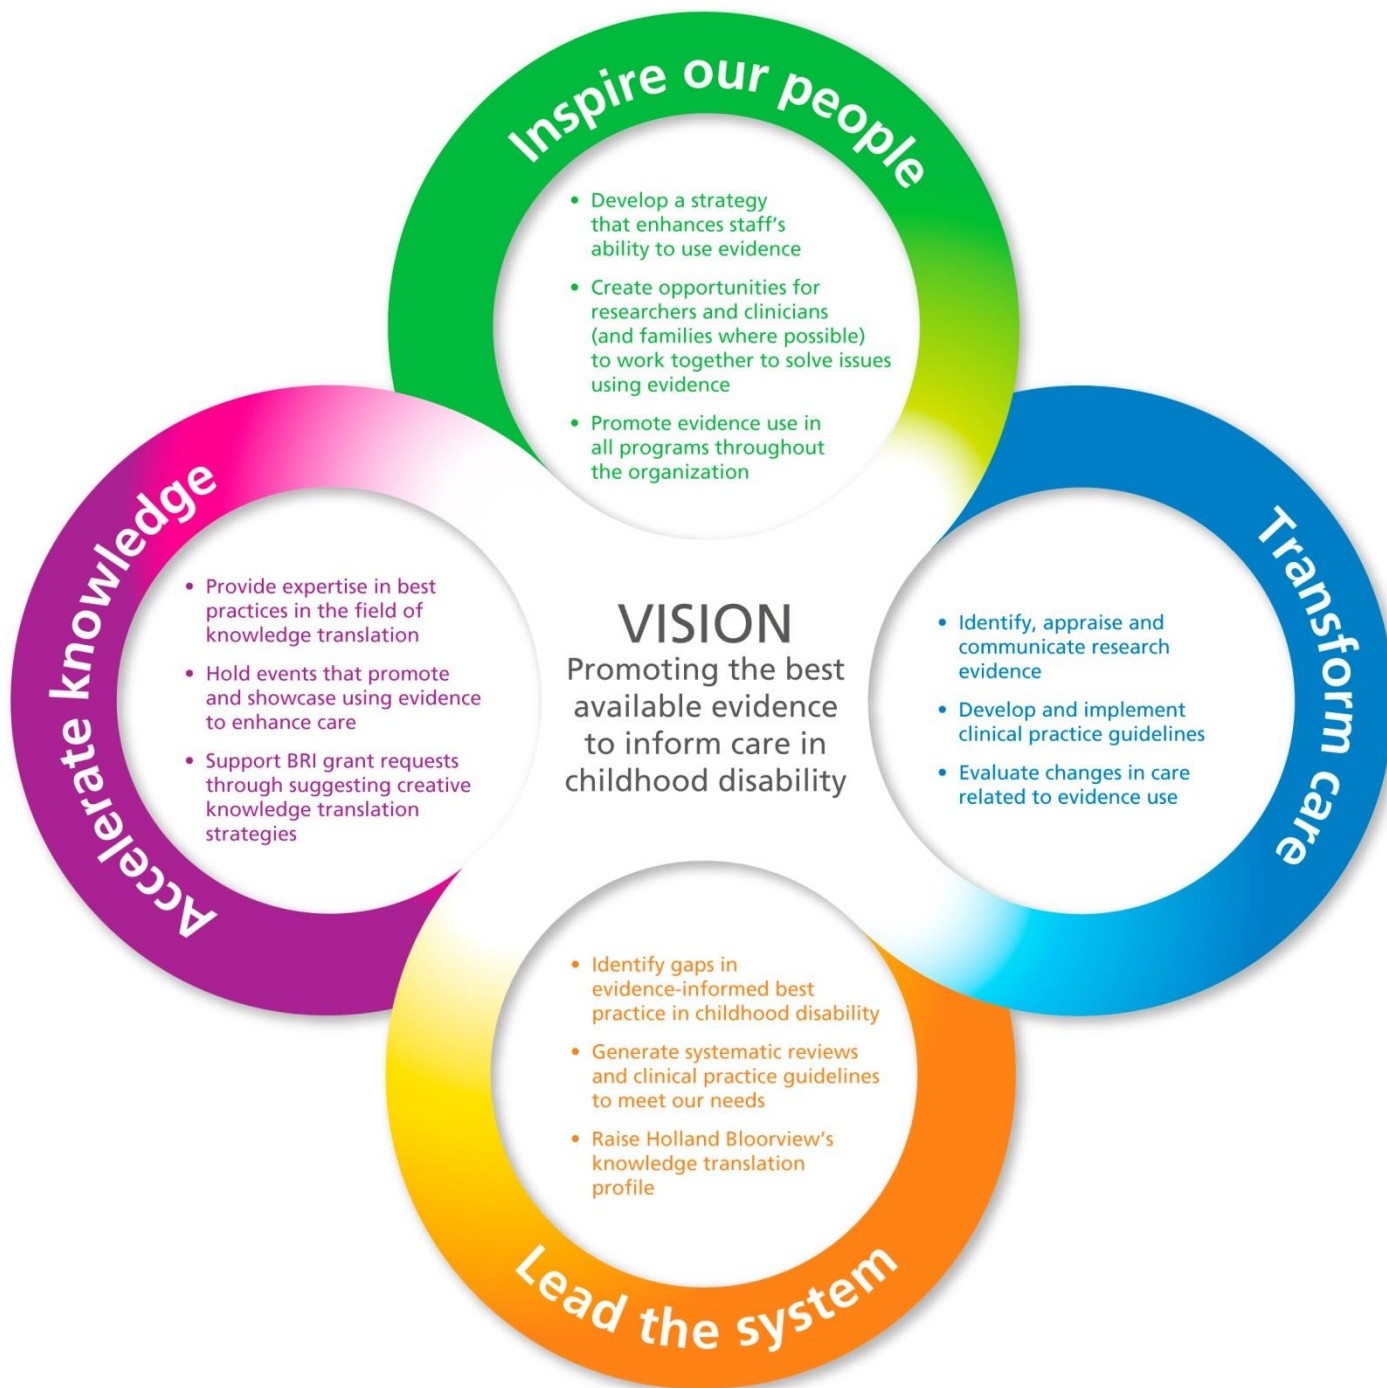 Inspire our people
• Develop a strategy
that enhances staff's
ability to use evidence
• Create opportunities for
researchers and clinicians
(and families where possible)
to work together to solve issues
using evidence
• Promote evidence use in
all programs throughout
the organization
Accelerate knowledge
• Provide expertise in best
practices in the field of
knowledge translation
• Hold events that promote
and showcase using evidence
to enhance care
• Support BRI grant requests
through suggesting creative
knowledge translation
strategies
VISION
Promoting the best
available evidence
to inform care in
childhood disability
Transform care
• Identify, appraise and
communicate research
evidence
• Develop and implement
clinical practice guidelines
• Evaluate changes in care
related to evidence use
• Identify gaps in
evidence-informed best
practice in childhood disability
• Generate systematic reviews
and clinical practice guidelines
to meet our needs
• Raise Holland Bloorview's
knowledge translation
profile
Lead the system